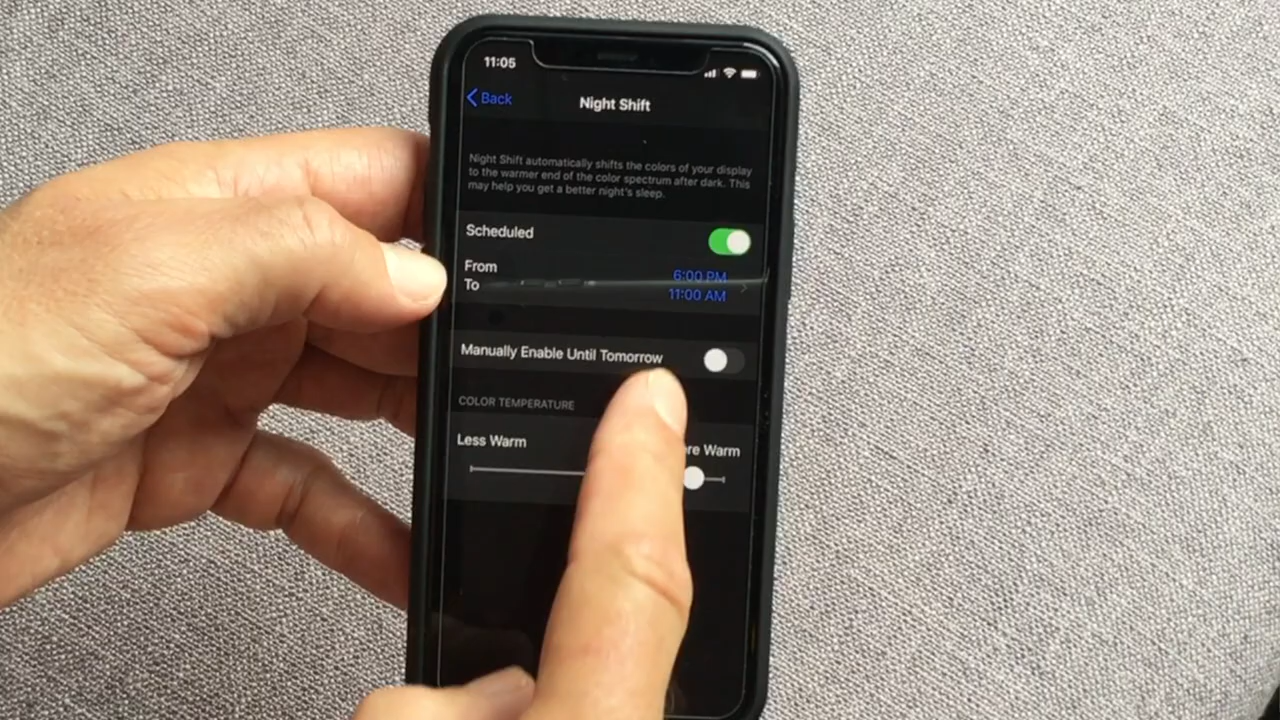 11:05
Back
Night Shift
Night Shift automatically shifts the colors of your display
to the warmer end of the color spectrum after dark. This
may help you get a better night's sleep.
Scheduled
From
6:00 PM
To
11:00 AM
Manually Enable Until Tomorrow
COLOR TEMPERATURE
Less Warm
re Warm